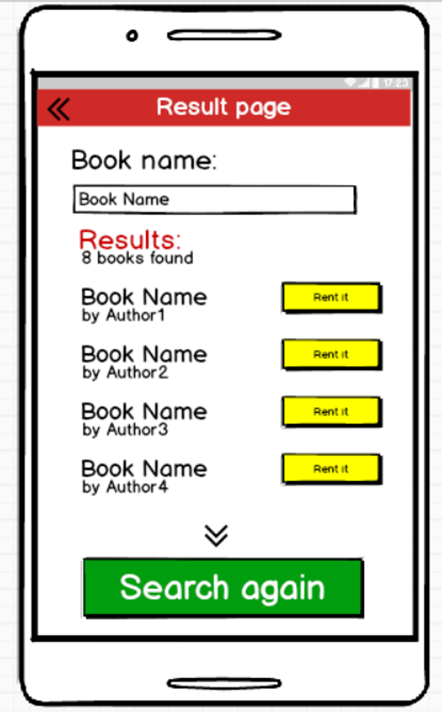 17:23
Result page
Book name:
Book Name
Results:
8 books found
Book Name
by Author1
Rent it
Book Name
by Author2
Rent it
Book Name
by Author3
Rent it
Book Name
by Author4
Rent it
Search again